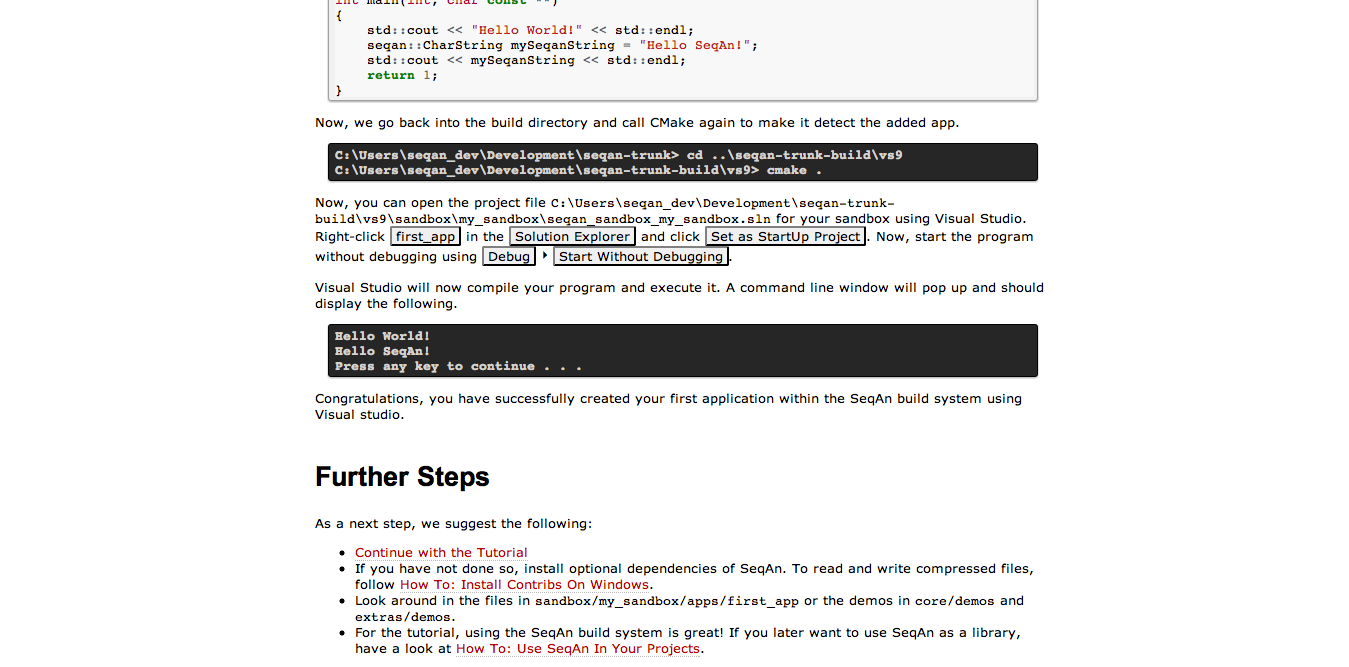 int main(int, char const **)
{
    std::cout << "Hello World!" << std::endl;
    seqan::CharString mySeqanString = "Hello SeqAn!";
    std::cout << mySeqanString << std::endl;
    return 1;
}
Now, we go back into the build directory and call CMake again to make it detect the added app.
C:\Users\seqan_dev\Development\seqan-trunk> cd ..\seqan-trunk-build\vs9
C:\Users\seqan_dev\Development\seqan-trunk-build\vs9> cmake .
Now, you can open the project file C:\Users\seqan_dev\Development\seqan-trunk-
build\vs9\sandbox\my_sandbox\seqan_sandbox_my_sandbox.sln for your sandbox using Visual Studio.
Right-click first_app in the Solution Explorer and click Set as StartUp Project. Now, start the program
without debugging using Debug ‣ Start Without Debugging.
Visual Studio will now compile your program and execute it. A command line window will pop up and should
display the following.
Hello World!
Hello SeqAn!
Press any key to continue . . .
Congratulations, you have successfully created your first application within the SeqAn build system using
Visual studio.
Further Steps
As a next step, we suggest the following:
• Continue with the Tutorial
• If you have not done so, install optional dependencies of SeqAn. To read and write compressed files,
follow How To: Install Contribs On Windows.
• Look around in the files in sandbox/my_sandbox/apps/first_app or the demos in core/demos and
extras/demos.
• For the tutorial, using the SeqAn build system is great! If you later want to use SeqAn as a library,
have a look at How To: Use SeqAn In Your Projects.